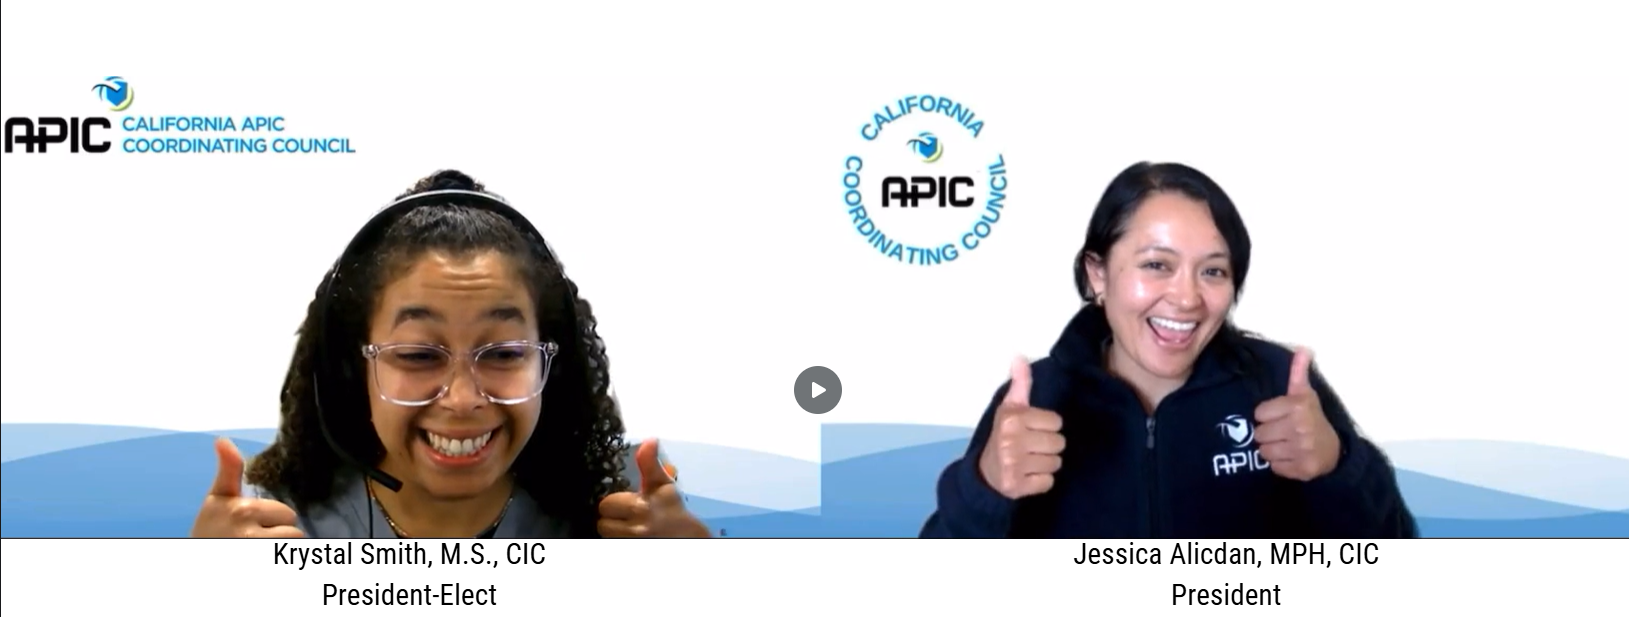 APIC CALIFORNIA APIC
COORDINATING COUNCIL
CALIFORNIA
APIC
COORDINATING COUNCIL
APIC
Krystal Smith, M.S., CIC
President-Elect
Jessica Alicdan, MPH, CIC
President